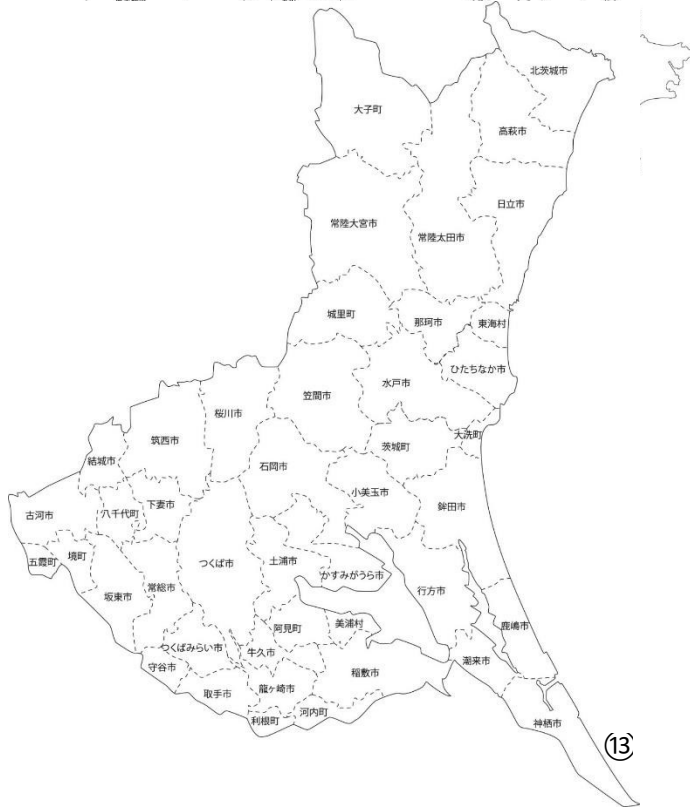 北茨城市
大子町
高萩市
日立市
常陸大宮市
常陸太田市
城里町
那珂市
東海村
ひたちなか市
水戸市
笠間市
桜川市
筑西市
大洗町
茨城町
結城市
石岡市
小美玉市
鉾田市
古河市
八千代町
下妻市
五霞町
境町
つくば市
土浦市
かすみがうら市
行方市
坂東市
常総市
鹿嶋市
阿見町
美浦村
つくばみらい市
牛久市
潮来市
守谷市
稲敷市
取手市
龍ヶ崎市
利根町
河内町
神栖市
⑬